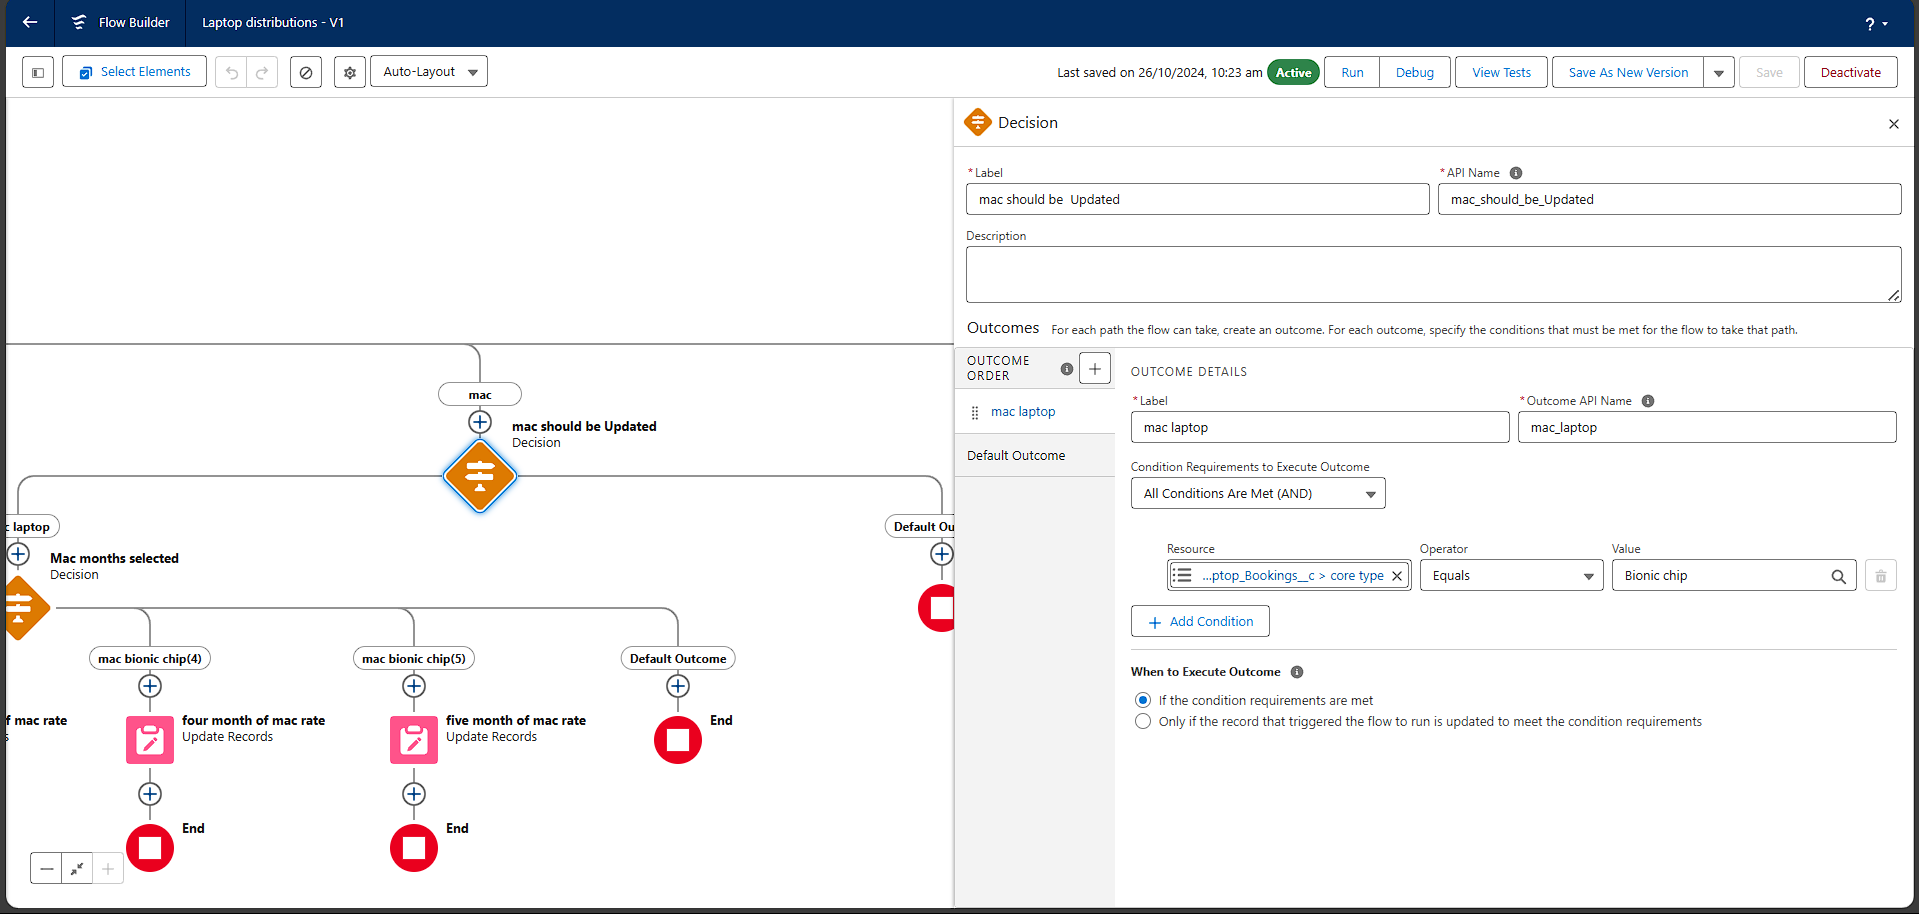 Flow Builder
Laptop distributions - V1
?
Select Elements
Auto-Layout
Last saved on 26/10/2024, 10:23 am
Active
Run
Debug
View Tests
Save As New Version
Save
Deactivate
mac
mac should be Updated
Decision
c laptop
Mac months selected
Decision
Default Ou
mac bionic chip(4)
mac bionic chip(5)
Default Outcome
f mac rate
s
four month of mac rate
Update Records
five month of mac rate
Update Records
End
End
End
Decision
*Label
*API Name
mac should be  Updated
mac_should_be_Updated
Description
Outcomes
For each path the flow can take, create an outcome. For each outcome, specify the conditions that must be met for the flow to take that path.
OUTCOME
ORDER
mac laptop
Default Outcome
OUTCOME DETAILS
*Label
*Outcome API Name
mac laptop
mac_laptop
Condition Requirements to Execute Outcome
All Conditions Are Met (AND)
Resource
Operator
Value
...ptop_Bookings__c > core type
Equals
Bionic chip
Add Condition
When to Execute Outcome
If the condition requirements are met
Only if the record that triggered the flow to run is updated to meet the condition requirements